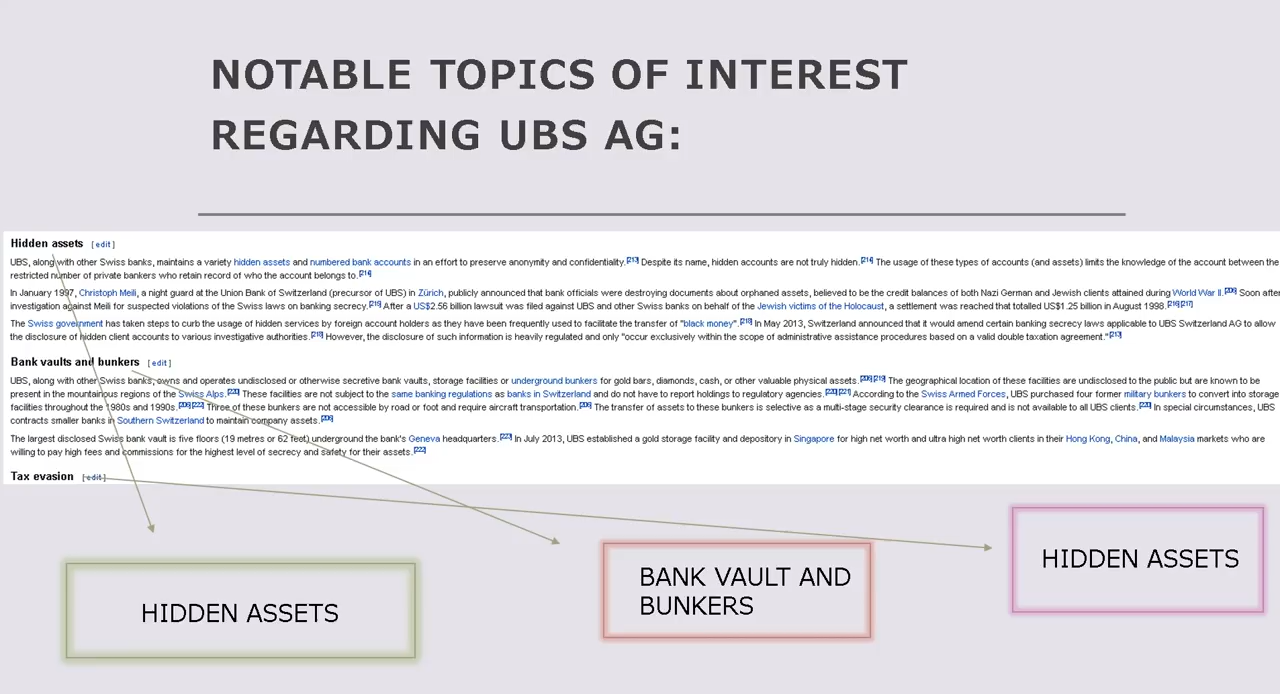 NOTABLE TOPICS OF INTEREST
REGARDING UBS AG:
Hidden assets [edit]
UBS, along with other Swiss banks, maintains a variety hidden assets and numbered bank accounts in an effort to preserve anonymity and confidentiality.[213] Despite its name, hidden accounts are not truly hidden.[214] The usage of these types of accounts (and assets) limits the knowledge of the account between the
restricted number of private bankers who retain record of who the account belongs to.[214]
In January 1997, Christoph Meili, a night guard at the Union Bank of Switzerland (precursor of UBS) in Zürich, publicly announced that bank officials were destroying documents about orphaned assets, believed to be the credit balances of both Nazi German and Jewish clients attained during World War II.[206] Soon after
investigation against Meili for suspected violations of the Swiss laws on banking secrecy.[215] After a US$2.56 billion lawsuit was filed against UBS and other Swiss banks on behalf of the Jewish victims of the Holocaust, a settlement was reached that totalled US$1.25 billion in August 1998.[216][217]
The Swiss government has taken steps to curb the usage of hidden services by foreign account holders as they have been frequently used to facilitate the transfer of "black money".[218] In May 2013, Switzerland announced that it would amend certain banking secrecy laws applicable to UBS Switzerland AG to allow
the disclosure of hidden client accounts to various investigative authorities.[218] However, the disclosure of such information is heavily regulated and only "occur exclusively within the scope of administrative assistance procedures based on a valid double taxation agreement."[213]
Bank vaults and bunkers [edit]
UBS, along with other Swiss banks, owns and operates undisclosed or otherwise secretive bank vaults, storage facilities or underground bunkers for gold bars, diamonds, cash, or other valuable physical assets.[206][219] The geographical location of these facilities are undisclosed to the public but are known to be
present in the mountainous regions of the Swiss Alps.[220] These facilities are not subject to the same banking regulations as banks in Switzerland and do not have to report holdings to regulatory agencies.[220][221] According to the Swiss Armed Forces, UBS purchased four former military bunkers to convert into storage
facilities throughout the 1980s and 1990s.[206][222] Three of these bunkers are not accessible by road or foot and require aircraft transportation.[206] The transfer of assets to these bunkers is selective as a multi-stage security clearance is required and is not available to all UBS clients.[220] In special circumstances, UBS
contracts smaller banks in Southern Switzerland to maintain company assets.[206]
The largest disclosed Swiss bank vault is five floors (19 metres or 62 feet) underground the bank's Geneva headquarters.[223] In July 2013, UBS established a gold storage facility and depository in Singapore for high net worth and ultra high net worth clients in their Hong Kong, China, and Malaysia markets who are
willing to pay high fees and commissions for the highest level of secrecy and safety for their assets.[222]
Tax evasion [edit]
HIDDEN ASSETS
BANK VAULT AND
BUNKERS
HIDDEN ASSETS